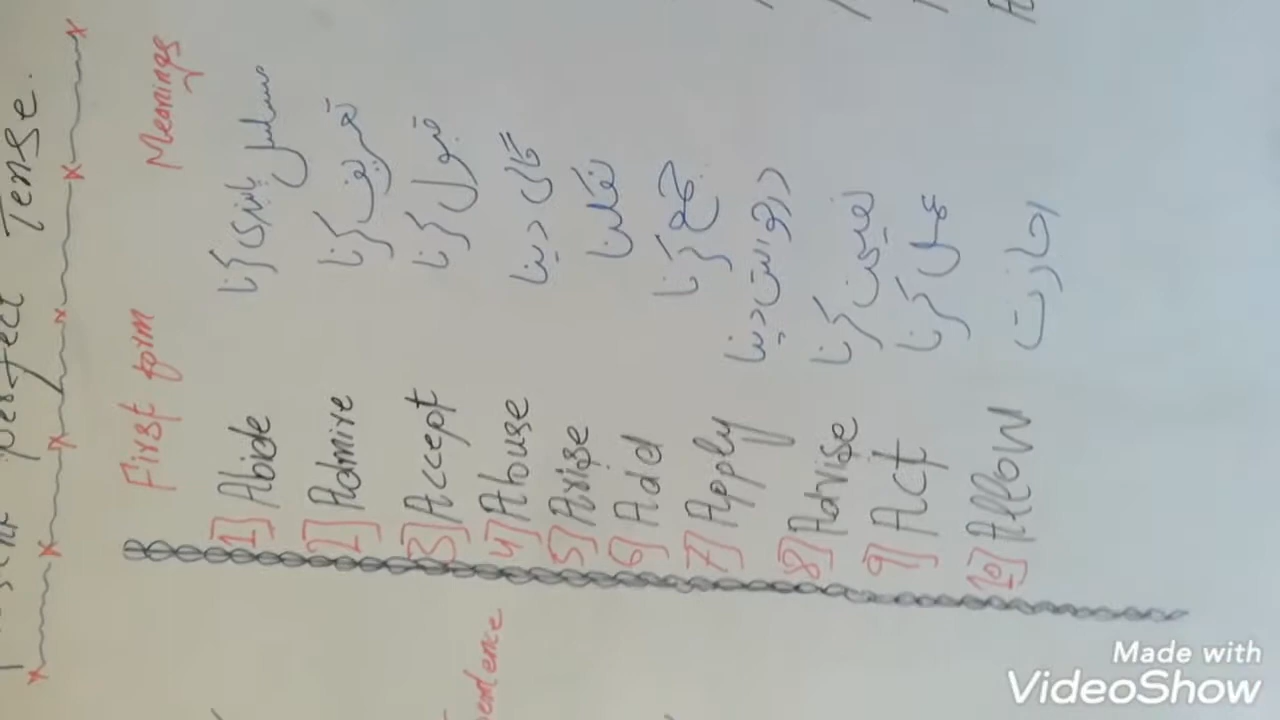 Present perfect Tense.
First form Meanings
1) Abide مسلسل پابندی کرنا
2) Admire تعریف کرنا
3) Accept قبول کرنا
4) Abuse گالی دینا
5) Arise نکلنا
6) Add جمع کرنا
7) Apply درخواست دینا
8) Advise نصیحت کرنا
9) Act عمل کرنا
10) Allow اجازت
Made with
VideoShow